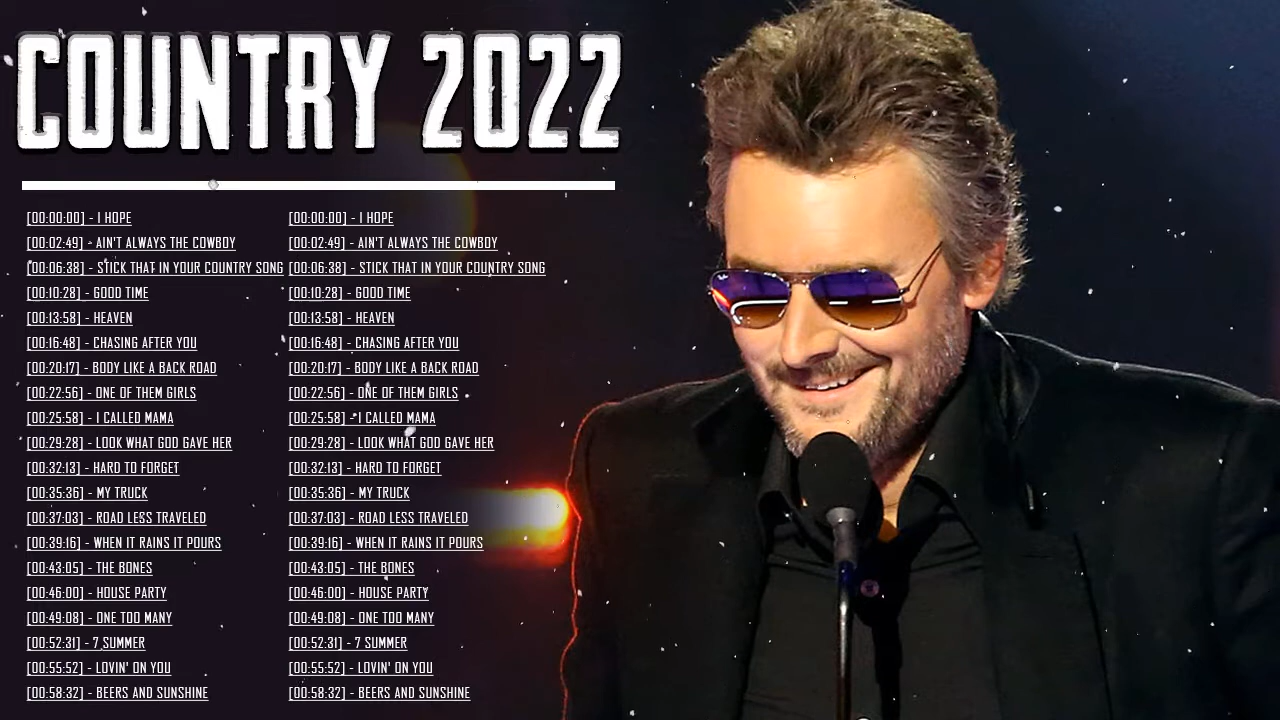 COUNTRY 2022
[00:00:00] - I HOPE
[00:02:49] - AIN'T ALWAYS THE COWBOY
[00:06:38] - STICK THAT IN YOUR COUNTRY SONG
[00:10:28] - GOOD TIME
[00:13:58] - HEAVEN
[00:16:48] - CHASING AFTER YOU
[00:20:17] - BODY LIKE A BACK ROAD
[00:22:56] - ONE OF THEM GIRLS
[00:25:58] - I CALLED MAMA
[00:29:28] - LOOK WHAT GOD GAVE HER
[00:32:13] - HARD TO FORGET
[00:35:36] - MY TRUCK
[00:37:03] - ROAD LESS TRAVELED
[00:39:16] - WHEN IT RAINS IT POURS
[00:43:05] - THE BONES
[00:46:00] - HOUSE PARTY
[00:49:08] - ONE TOO MANY
[00:52:31] - 7 SUMMER
[00:55:52] - LOVIN' ON YOU
[00:58:32] - BEERS AND SUNSHINE
[00:00:00] - I HOPE
[00:02:49] - AIN'T ALWAYS THE COWBOY
[00:06:38] - STICK THAT IN YOUR COUNTRY SONG
[00:10:28] - GOOD TIME
[00:13:58] - HEAVEN
[00:16:48] - CHASING AFTER YOU
[00:20:17] - BODY LIKE A BACK ROAD
[00:22:56] - ONE OF THEM GIRLS
[00:25:58] - I CALLED MAMA
[00:29:28] - LOOK WHAT GOD GAVE HER
[00:32:13] - HARD TO FORGET
[00:35:36] - MY TRUCK
[00:37:03] - ROAD LESS TRAVELED
[00:39:16] - WHEN IT RAINS IT POURS
[00:43:05] - THE BONES
[00:46:00] - HOUSE PARTY
[00:49:08] - ONE TOO MANY
[00:52:31] - 7 SUMMER
[00:55:52] - LOVIN' ON YOU
[00:58:32] - BEERS AND SUNSHINE